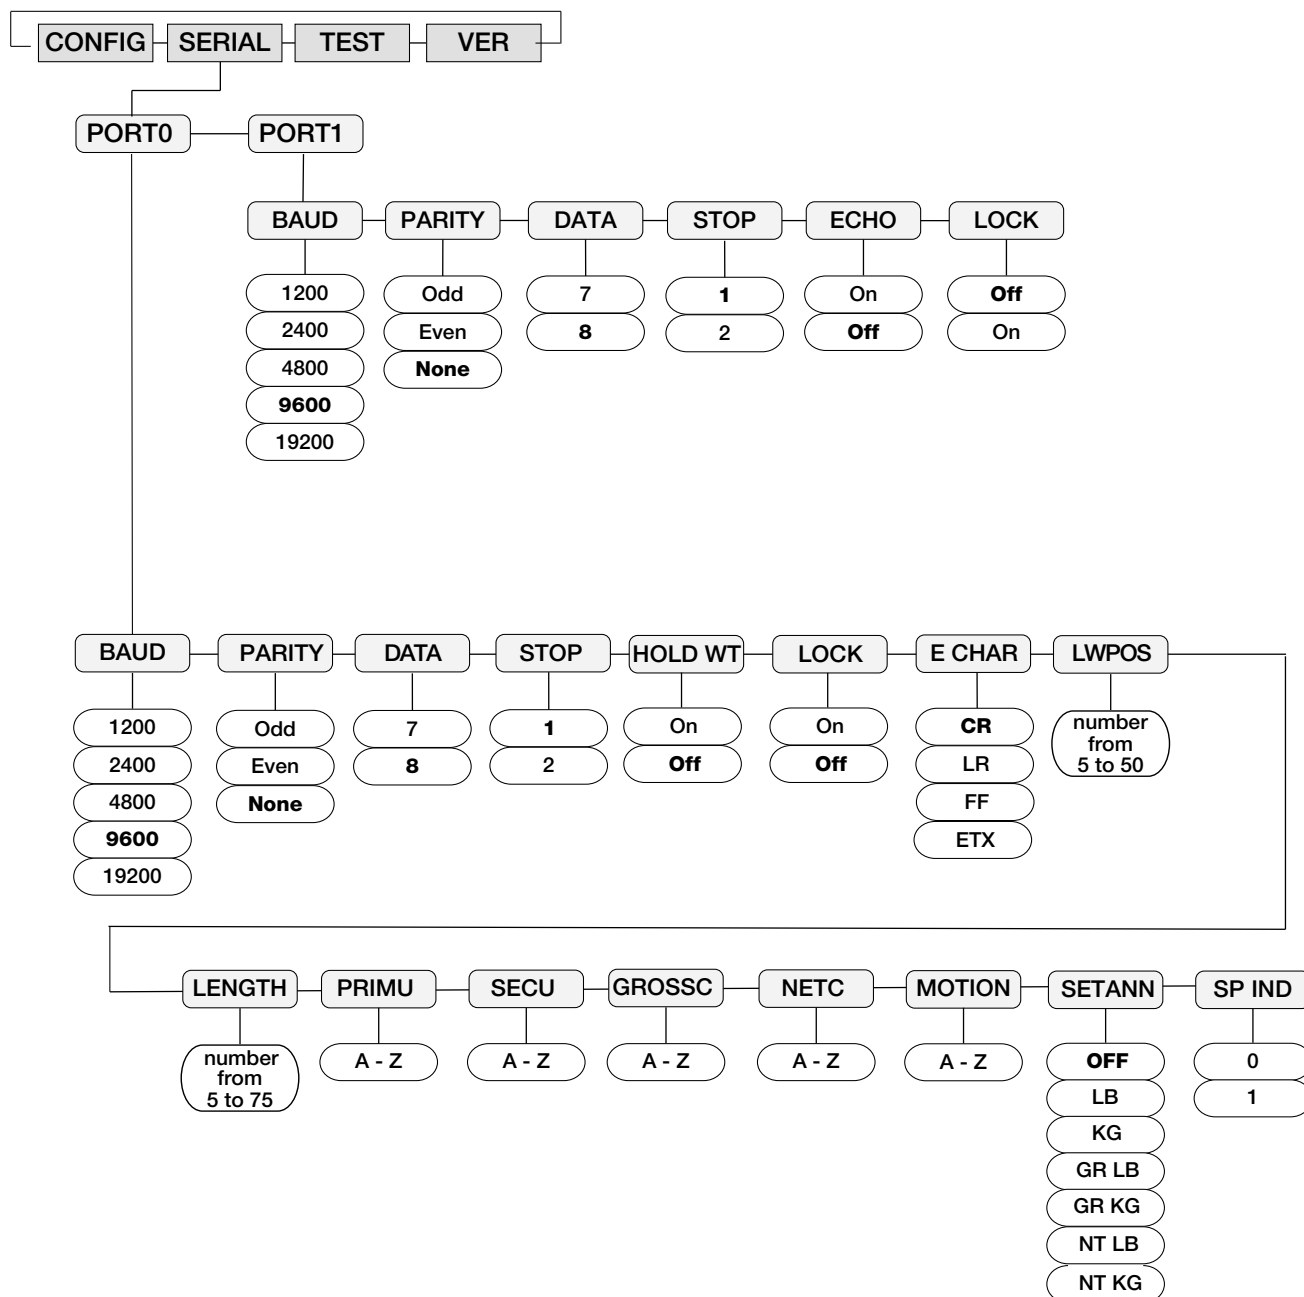 CONFIG SERIAL TEST VER
PORT0 PORT1
BAUD PARITY DATA STOP ECHO LOCK
1200 Odd 7 1 On Off
2400 Even 8 2 Off On
4800 None
9600
19200
BAUD PARITY DATA STOP HOLD WT LOCK E CHAR LWPOS
1200 Odd 7 1 On On CR number
from
5 to 50
2400 Even 8 2 Off Off LR
4800 None FF
9600 ETX
19200
LENGTH PRIMU SECU GROSSC NETC MOTION SETANN SP IND
number
from
5 to 75
A - Z A - Z A - Z A - Z A - Z OFF 0
LB 1
KG
GR LB
GR KG
NT LB
NT KG